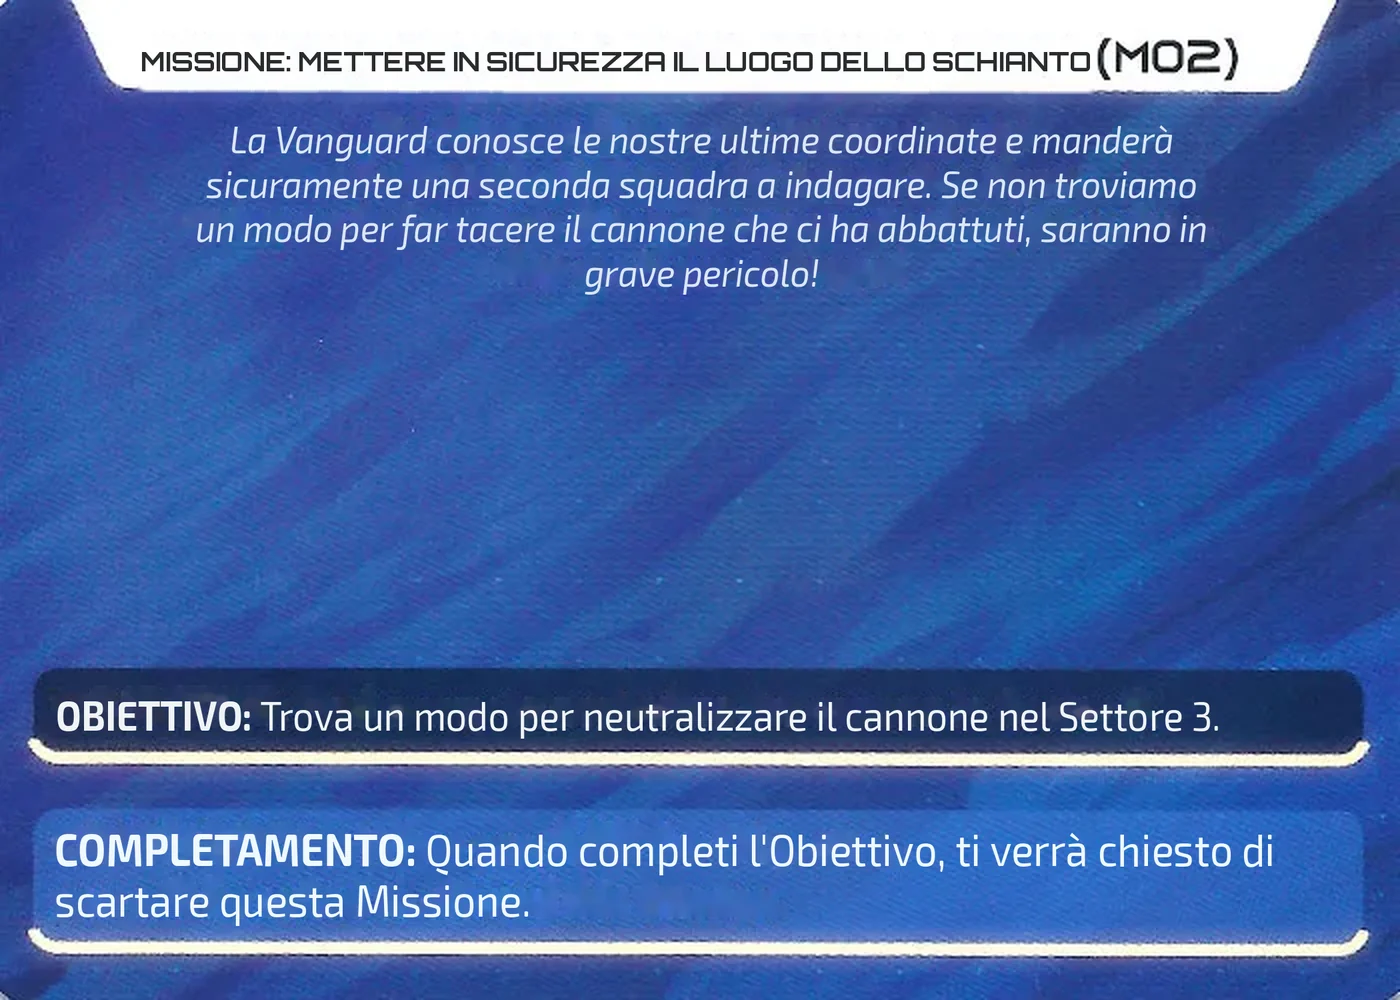 MISSIONE: METTERE IN SICUREZZA IL LUOGO DELLO SCHIANTO (M02)
La Vanguard conosce le nostre ultime coordinate e manderà
sicuramente una seconda squadra a indagare. Se non troviamo
un modo per far tacere il cannone che ci ha abbattuti, saranno in
grave pericolo!
OBIETTIVO: Trova un modo per neutralizzare il cannone nel Settore 3.
COMPLETAMENTO: Quando completi l'Obiettivo, ti verrà chiesto di
scartare questa Missione.